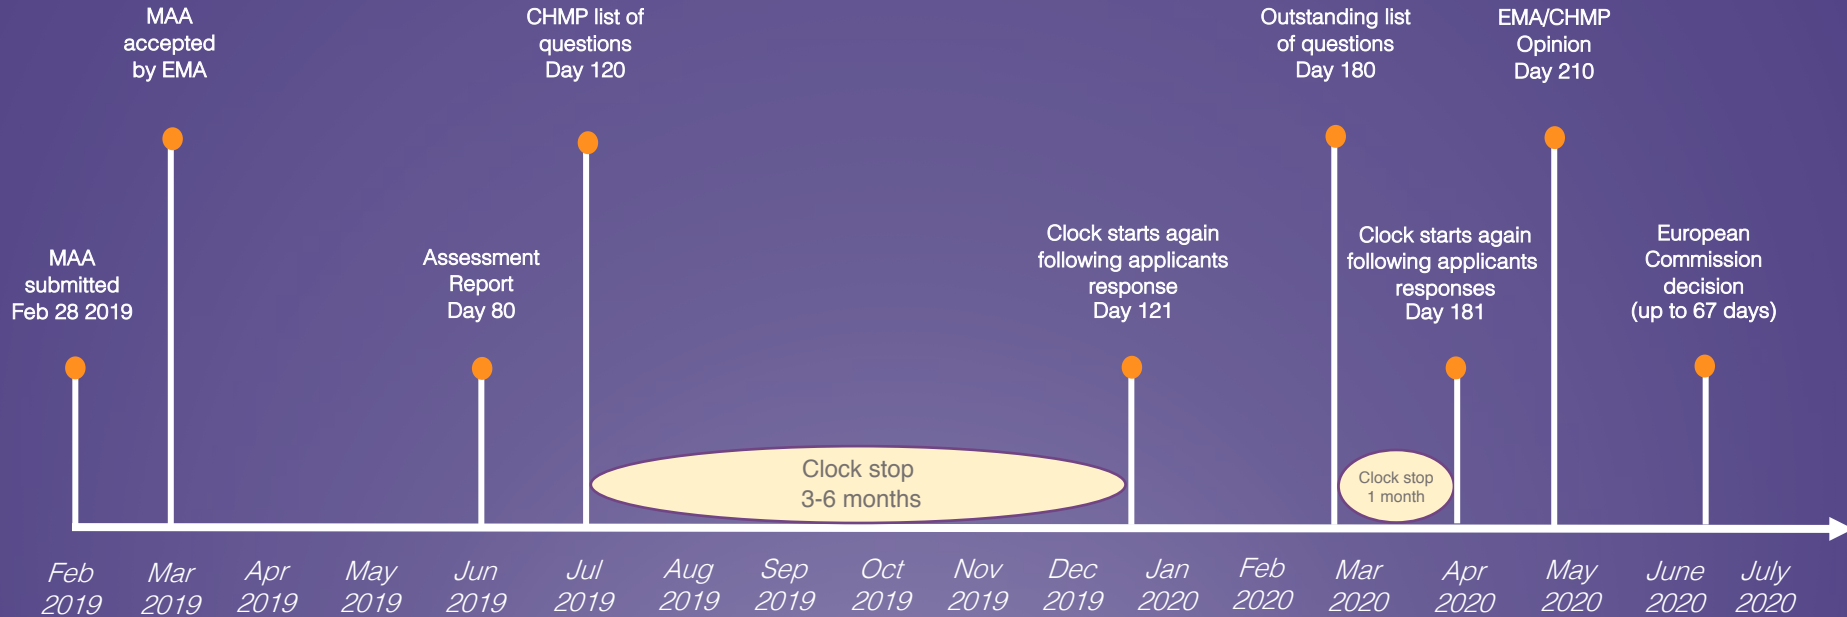 MAA
accepted
by EMA
CHMP list of
questions
Day 120
Outstanding list
of questions
Day 180
EMA/CHMP
Opinion
Day 210
MAA
submitted
Feb 28 2019
Assessment
Report
Day 80
Clock starts again
following applicants
response
Day 121
Clock starts again
following applicants
responses
Day 181
European
Commission
decision
(up to 67 days)
Clock stop
3-6 months
Clock stop
1 month
Feb
2019
Mar
2019
Apr
2019
May
2019
Jun
2019
Jul
2019
Aug
2019
Sep
2019
Oct
2019
Nov
2019
Dec
2019
Jan
2020
Feb
2020
Mar
2020
Apr
2020
May
2020
June
2020
July
2020